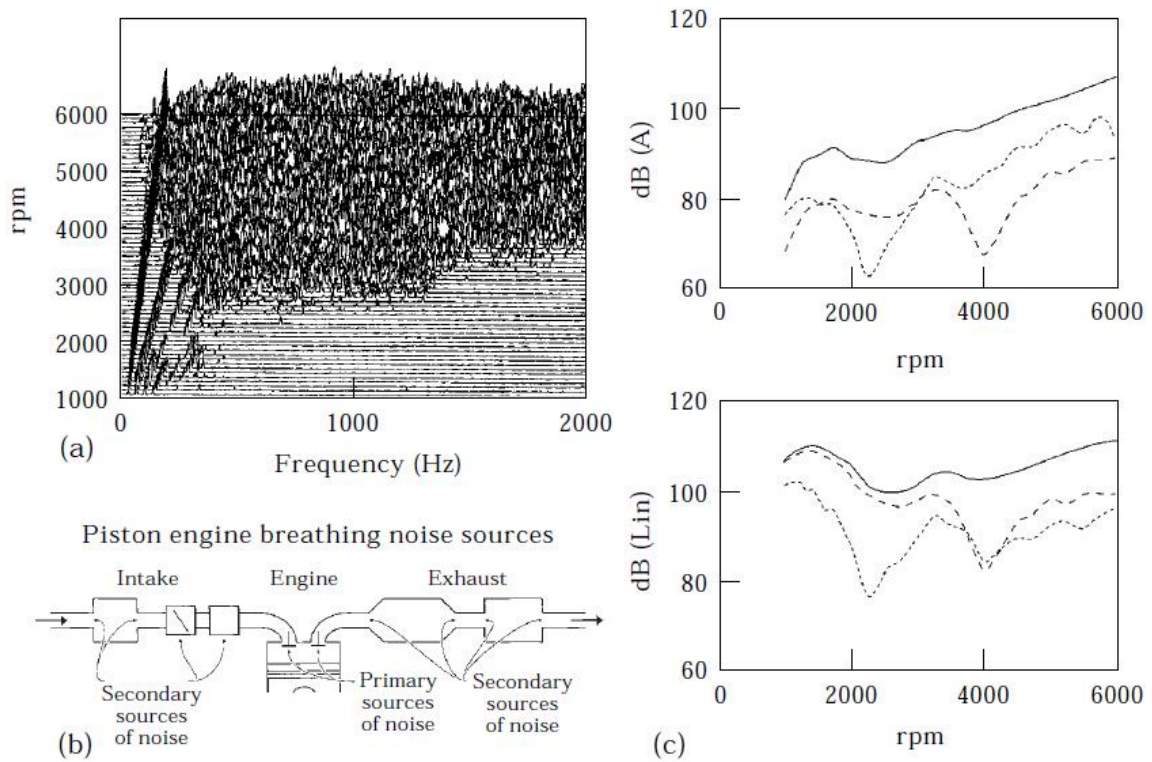 6000
5000
4000
3000
2000
1000
rpm
0
1000
2000
(a)
Frequency (Hz)
Piston engine breathing noise sources
Intake
Engine
Exhaust
Secondary
sources
of noise
Primary
sources
of noise
Secondary
sources
of noise
(b)
120
100
80
60
dB (A)
0
2000
4000
6000
rpm
120
100
80
60
dB (Lin)
0
2000
4000
6000
(c)
rpm